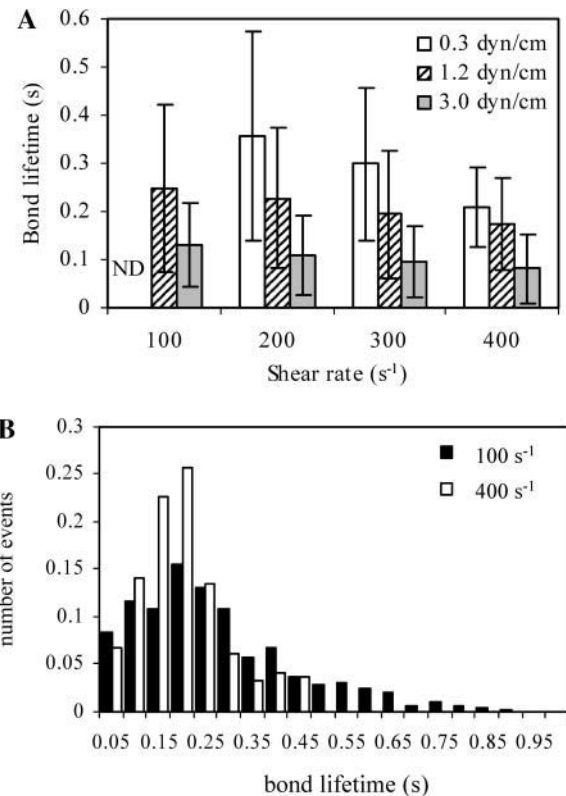 A
0.6
0.5
0.4
0.3
0.2
0.1
0
Bond lifetime (s)
0.3 dyn/cm
1.2 dyn/cm
3.0 dyn/cm
ND
100 200 300 400
Shear rate (s-1)
B
0.3
0.25
0.2
0.15
0.1
0.05
0
number of events
100 s-1
400 s-1
0.05 0.15 0.25 0.35 0.45 0.55 0.65 0.75 0.85 0.95
bond lifetime (s)